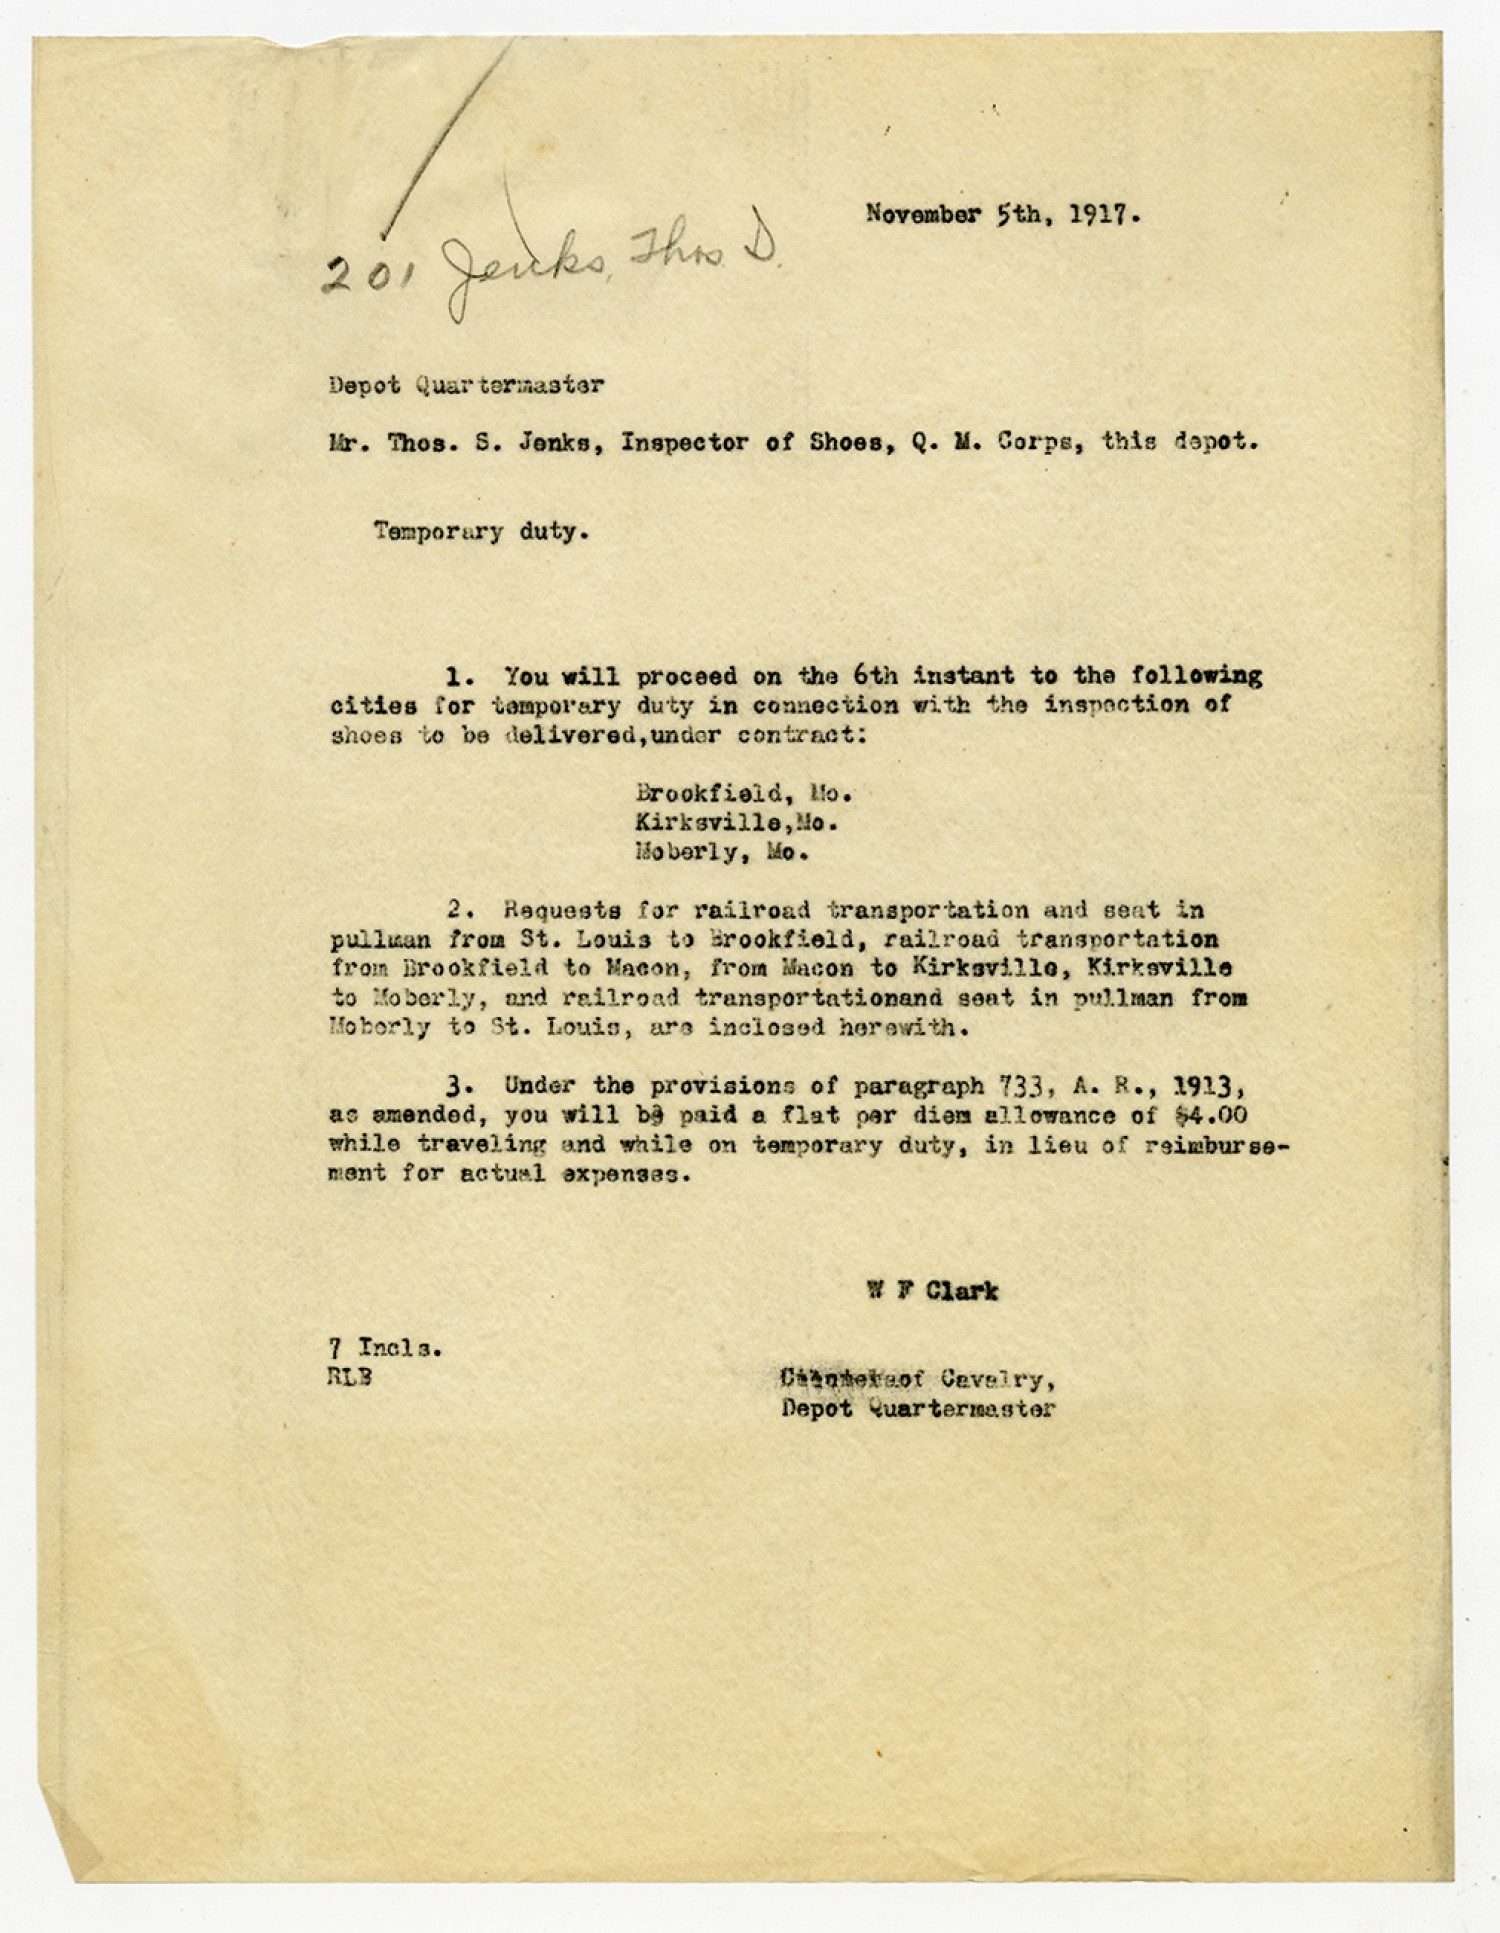 November 5th, 1917.
201 Jenks, Thos D.
Depot Quartermaster
Mr. Thos. S. Jenks, Inspector of Shoes, Q. M. Corps, this depot.
Temporary duty.
1. You will proceed on the 6th instant to the following
cities for temporary duty in connection with the inspection of
shoes to be delivered,under contract:
Brookfield, Mo.
Kirksville,Mo.
Moberly, Mo.
2. Requests for railroad transportation and seat in
pullman from St. Louis to Brookfield, railroad transportation
from Brookfield to Macon, from Macon to Kirksville, Kirksville
to Moberly, and railroad transportationand seat in pullman from
Moberly to St. Louis, are inclosed herewith.
3. Under the provisions of paragraph 733, A. R., 1913,
as amended, you will be paid a flat per diem allowance of $4.00
while traveling and while on temporary duty, in lieu of reimburse-
ment for actual expenses.
W F Clark
7 Incls.
RLB
of Cavalry,
Depot Quartermaster